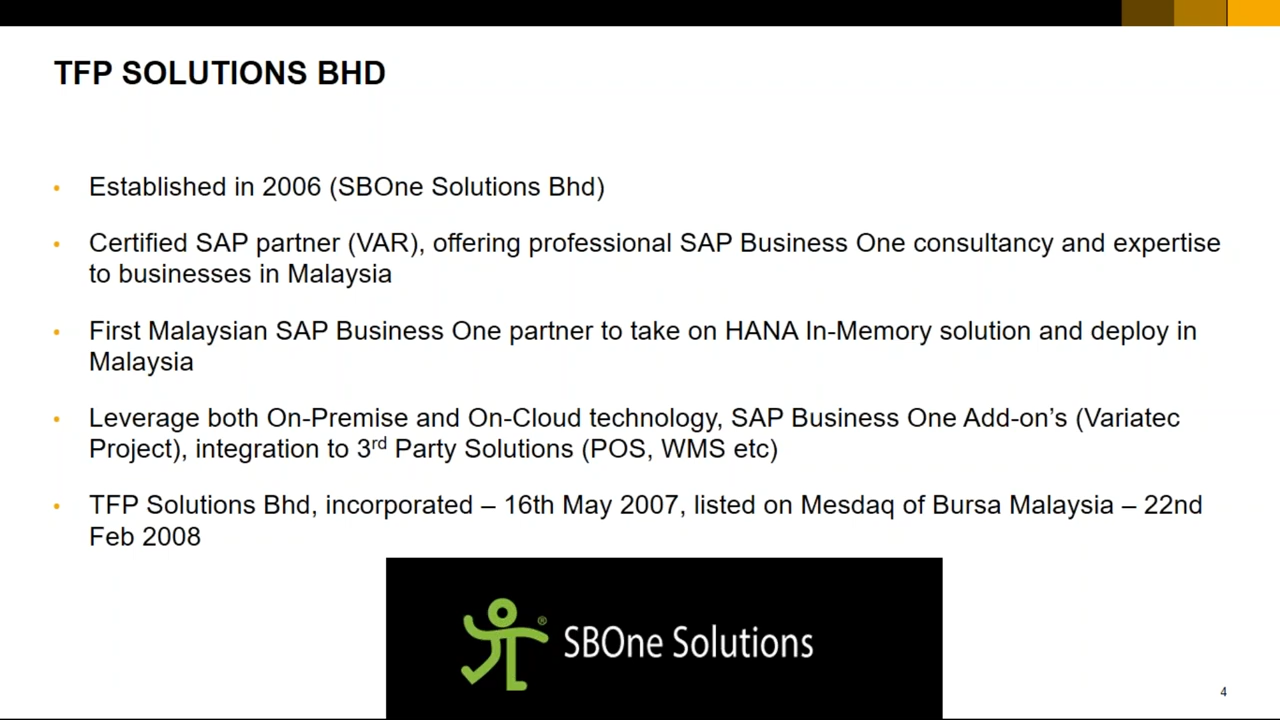 TFP SOLUTIONS BHD
• Established in 2006 (SBOne Solutions Bhd)
• Certified SAP partner (VAR), offering professional SAP Business One consultancy and expertise
to businesses in Malaysia
• First Malaysian SAP Business One partner to take on HANA In-Memory solution and deploy in
Malaysia
• Leverage both On-Premise and On-Cloud technology, SAP Business One Add-on’s (Variatec
Project), integration to 3rd Party Solutions (POS, WMS etc)
• TFP Solutions Bhd, incorporated – 16th May 2007, listed on Mesdaq of Bursa Malaysia – 22nd
Feb 2008
® SBOne Solutions
4